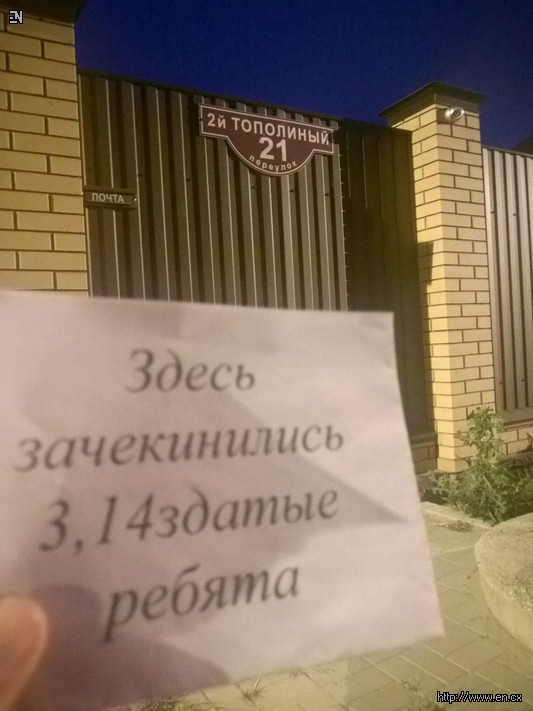 EN
2й ТОПОЛИНЫЙ
21
переулок
ПОЧТА
Здесь
зачекинились
3,14здатые
ребята
http://www.en.cx